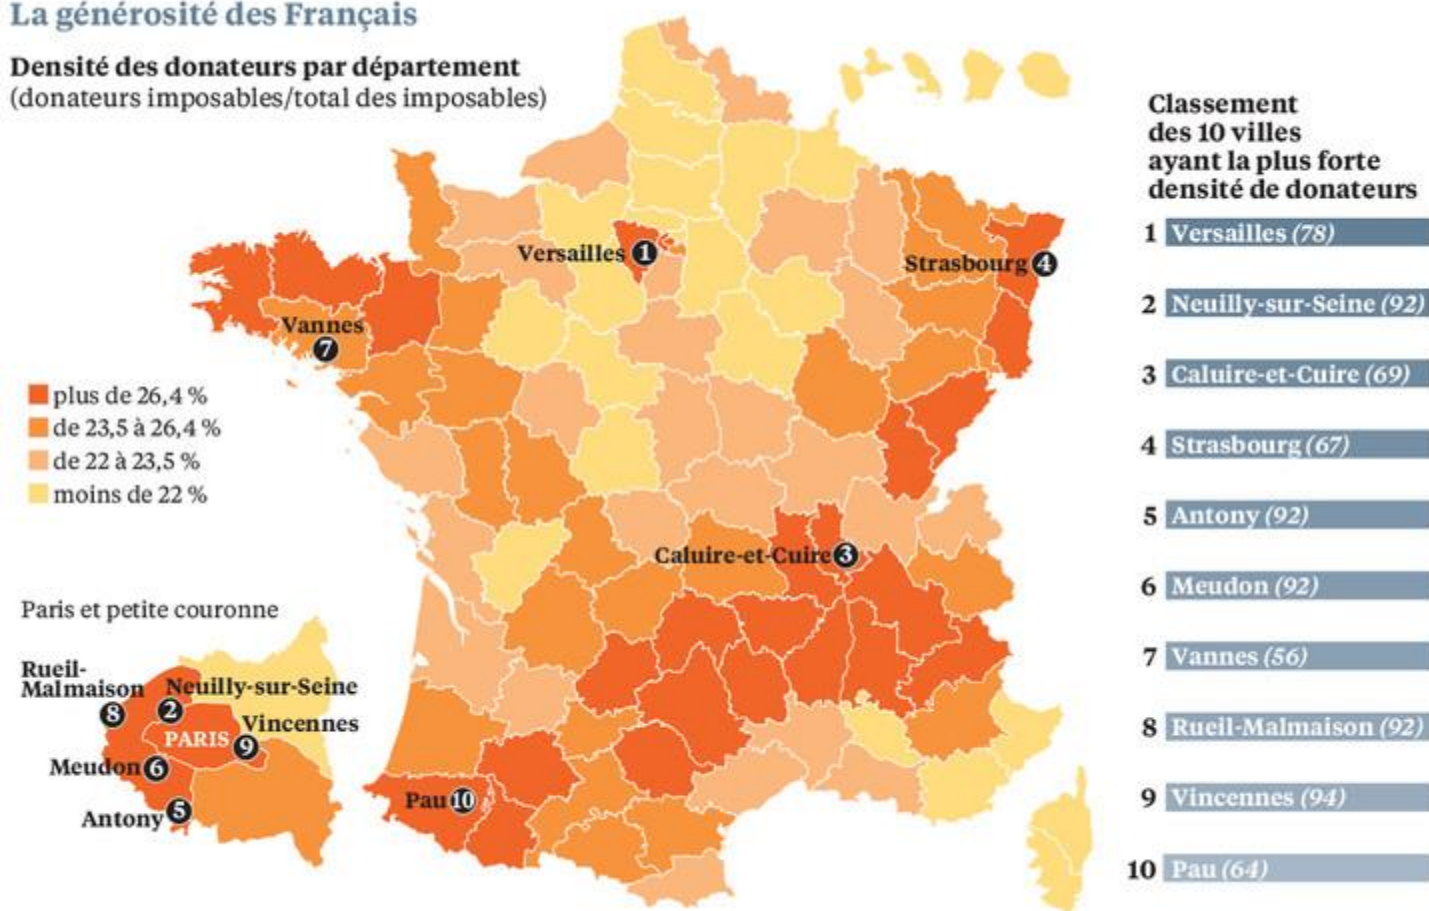 La générosité des Français
Densité des donateurs par département
(donateurs imposables/total des imposables)
Versailles 1
Strasbourg 4
Vannes
7
plus de 26,4 %
de 23,5 à 26,4 %
de 22 à 23,5 %
moins de 22 %
Caluire-et-Cuire 3
Pau 10
Paris et petite couronne
Rueil-
Malmaison
8
Neuilly-sur-Seine
2
Vincennes
PARIS 9
Meudon 6
Antony 5
Classement
des 10 villes
ayant la plus forte
densité de donateurs
1 Versailles (78)
2 Neuilly-sur-Seine (92)
3 Caluire-et-Cuire (69)
4 Strasbourg (67)
5 Antony (92)
6 Meudon (92)
7 Vannes (56)
8 Rueil-Malmaison (92)
9 Vincennes (94)
10 Pau (64)